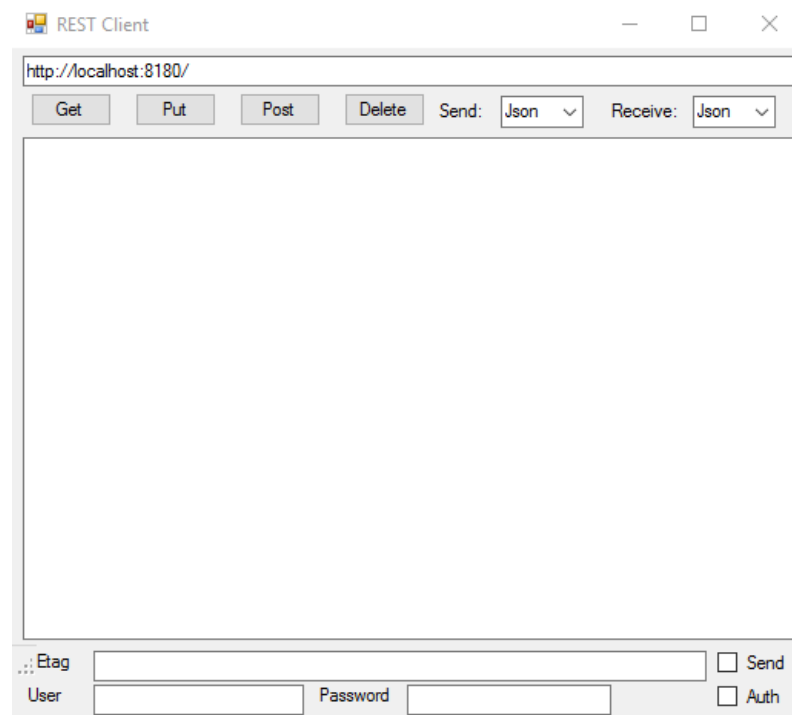 REST Client
http://localhost:8180/
Get Put Post Delete Send: Json Receive: Json
Etag Send
User Password Auth